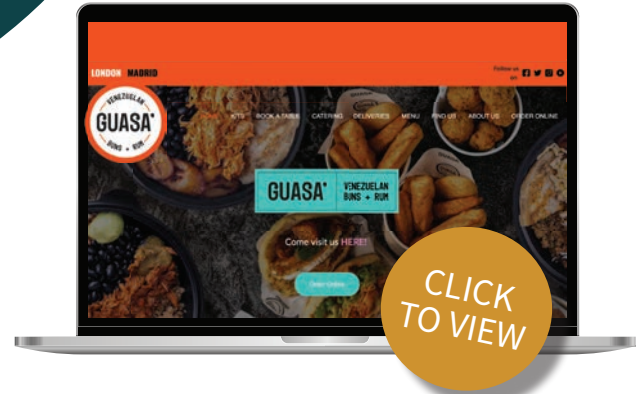 LONDON MADRID
Follow us on
VENEZUELAN
GUASA'
BUNS + RUM
KITS BOOK A TABLE CATERING DELIVERIES MENU FIND US ABOUT US ORDER ONLINE
GUASA'
VENEZUELAN
BUNS + RUM
Come visit us HERE!
Order Online
CLICK
TO VIEW